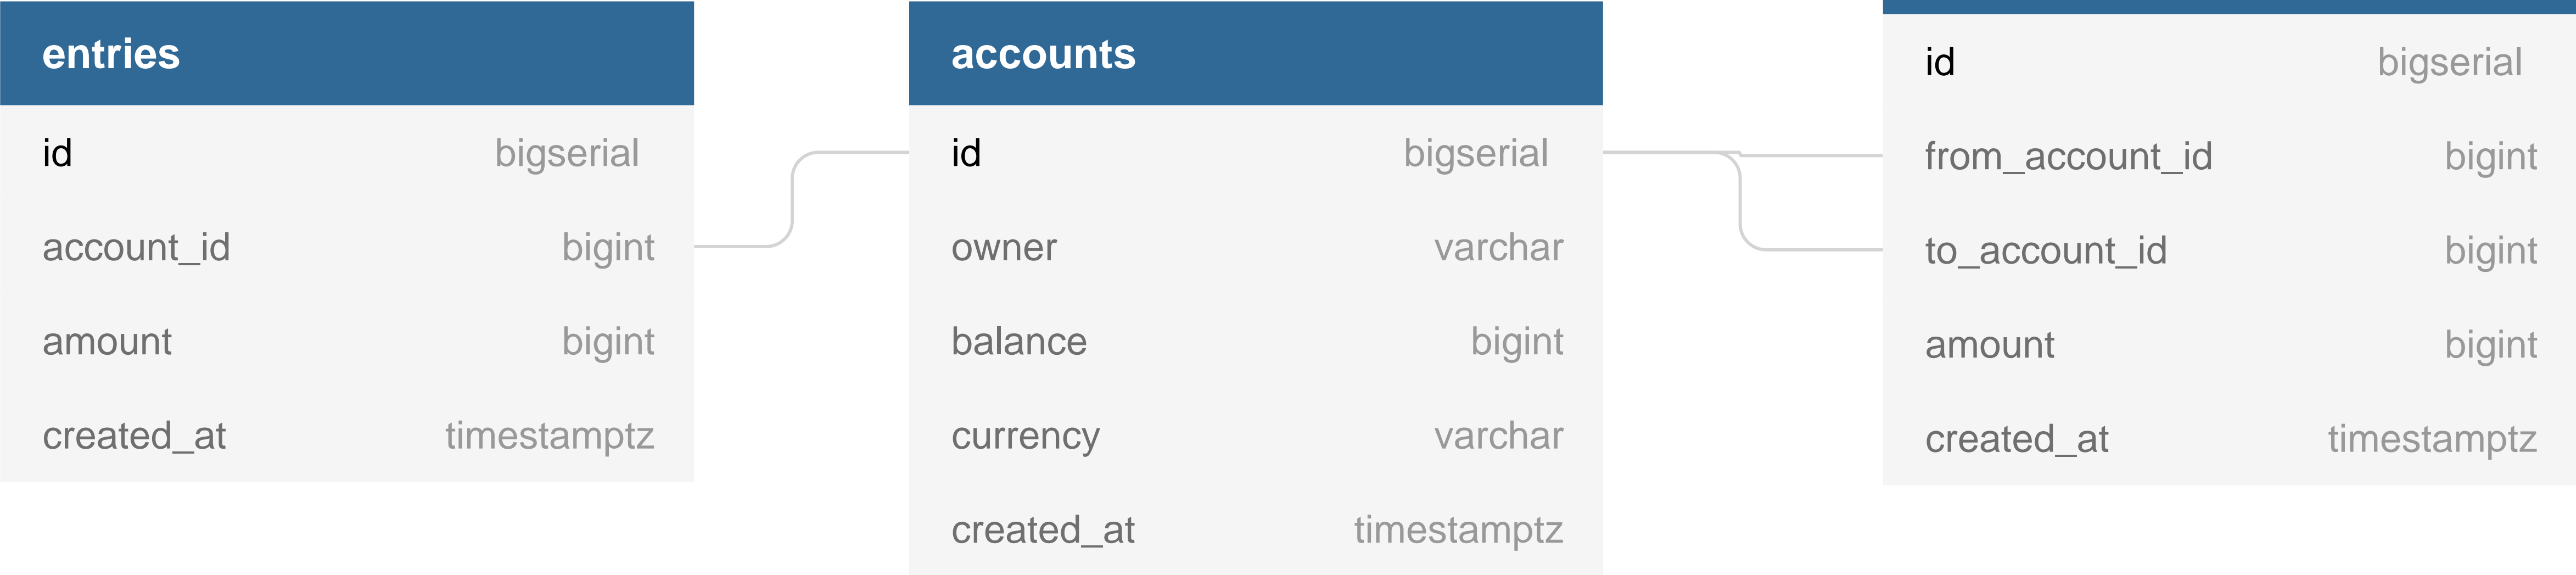 entries
id bigserial
account_id bigint
amount bigint
created_at timestamptz
accounts
id bigserial
owner varchar
balance bigint
currency varchar
created_at timestamptz
id bigserial
from_account_id bigint
to_account_id bigint
amount bigint
created_at timestamptz